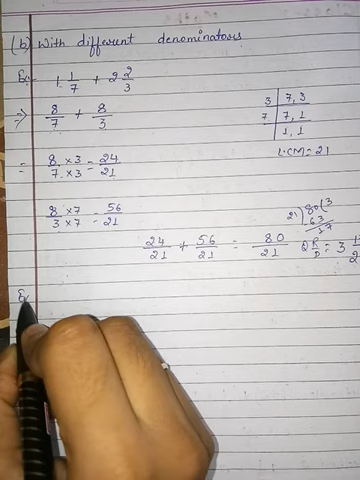 (b) With different denominators
Ex- 1 1/7 + 2 2/3
⇒ 8/7 + 8/3
3 | 7, 3
7 | 7, 1
1, 1
L.C.M = 21
= 8 × 3 / 7 × 3 = 24/21
8 × 7 / 3 × 7 = 56/21
21 ) 80 ( 3
63
17
24/21 + 56/21 = 80/21 Q R/D = 3 1
2
Ex